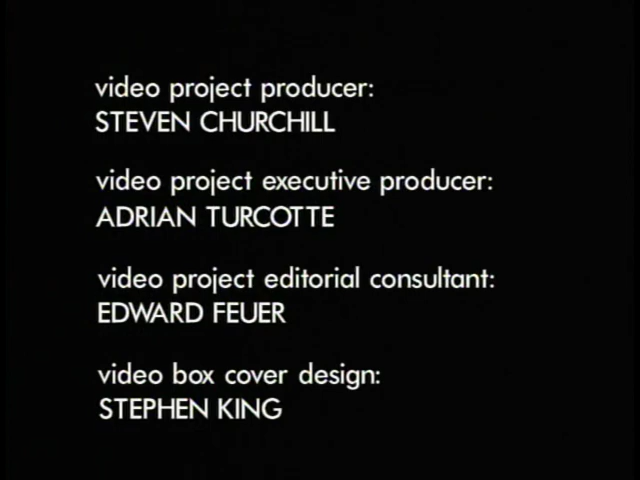 video project producer:
STEVEN CHURCHILL
video project executive producer:
ADRIAN TURCOTTE
video project editorial consultant:
EDWARD FEUER
video box cover design:
STEPHEN KING